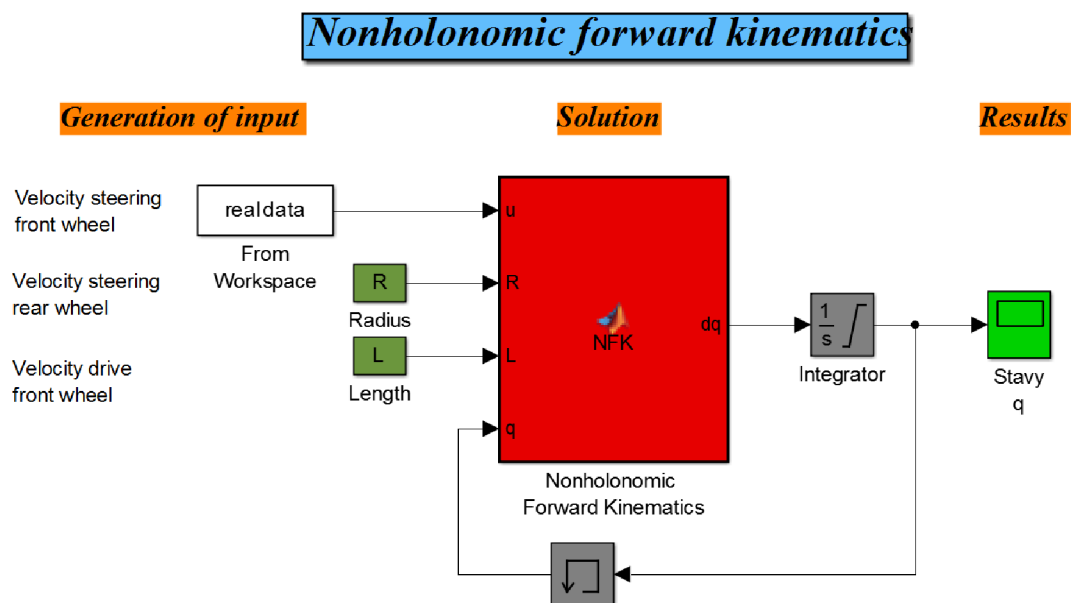 Nonholonomic forward kinematics
Generation of input
Solution
Results
Velocity steering
front wheel
realdata
From
Workspace
Velocity steering
rear wheel
R
Radius
Velocity drive
front wheel
L
Length
u
R
L
q
NFK
dq
Nonholonomic
Forward Kinematics
1
s
Integrator
Stavy
q